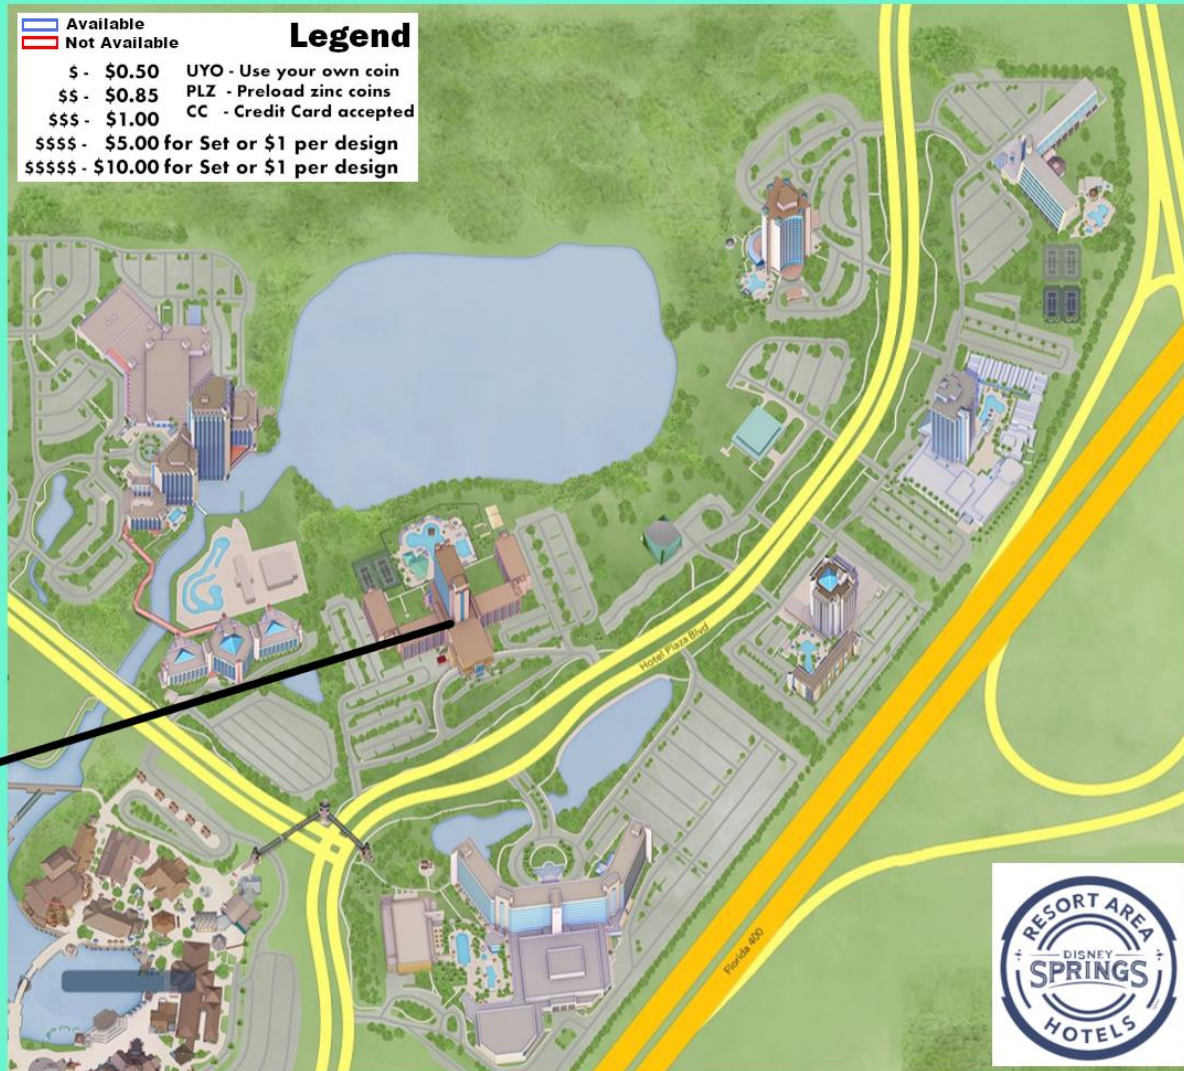 Available
Not Available
Legend
$ - $0.50
UYO - Use your own coin
$$ - $0.85
PLZ - Preload zinc coins
$$$ - $1.00
CC - Credit Card accepted
$$$$ - $5.00 for Set or $1 per design
$$$$$ - $10.00 for Set or $1 per design
Hotel Plaza Blvd
Florida 400
RESORT AREA
DISNEY
SPRINGS
HOTELS